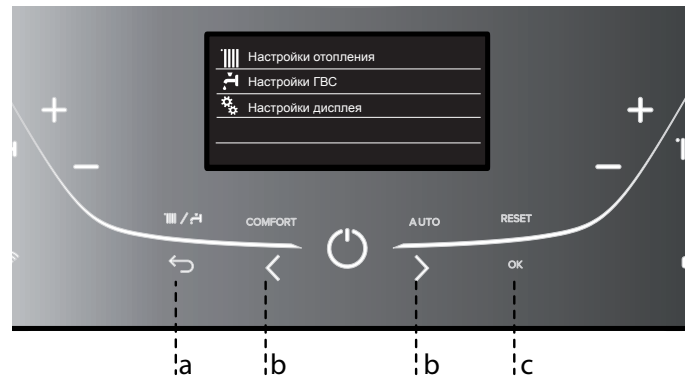 Настройки отопления
Настройки ГВС
Настройки дисплея
+ +
- -
/
COMFORT
AUTO
RESET
OK
a b b c